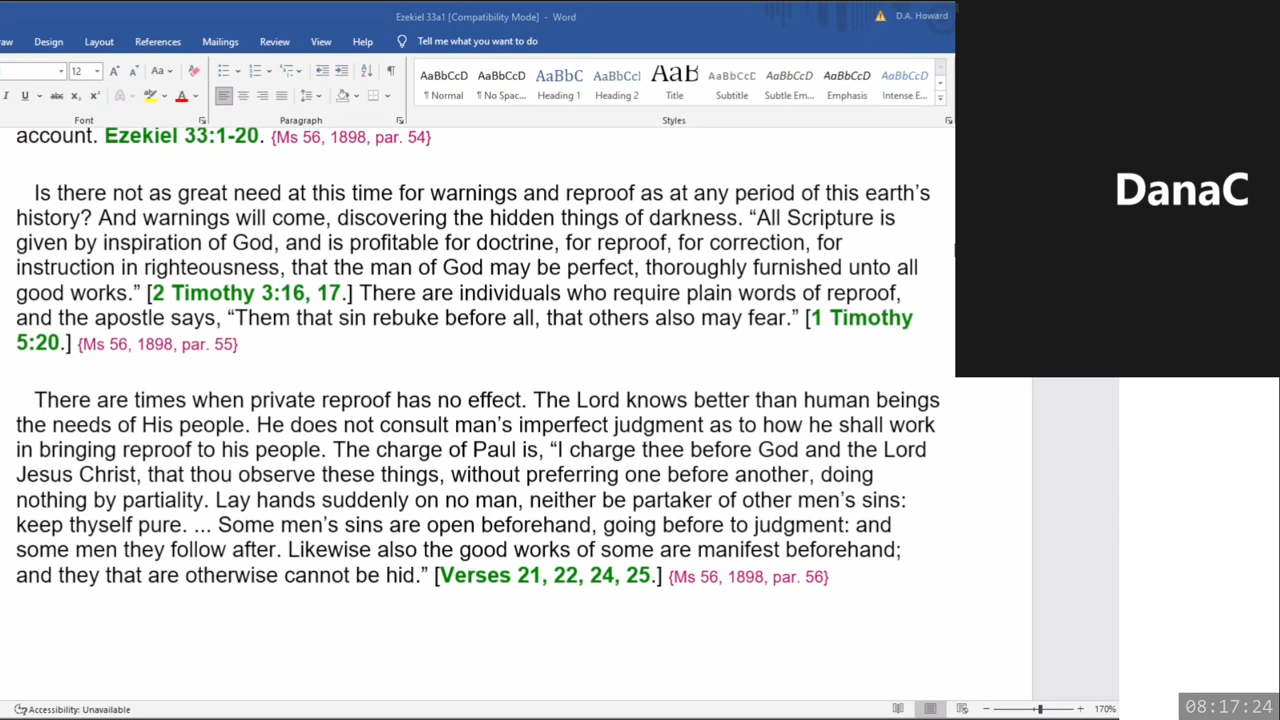 Ezekiel 33a1 [Compatibility Mode] - Word
D.A. Howard
aw Design Layout References Mailings Review View Help Tell me what you want to do
12 Aa
I U abc x₂ x² A A
AaBbCcD AaBbCcD AaBbC AaBbCcl AaB AaBbCcC AaBbCcD AaBbCcD AaBbCcD
¶ Normal ¶ No Spac... Heading 1 Heading 2 Title Subtitle Subtle Em... Emphasis Intense E...
Font Paragraph Styles
account. Ezekiel 33:1-20. {Ms 56, 1898, par. 54}
DanaC
Is there not as great need at this time for warnings and reproof as at any period of this earth’s
history? And warnings will come, discovering the hidden things of darkness. “All Scripture is
given by inspiration of God, and is profitable for doctrine, for reproof, for correction, for
instruction in righteousness, that the man of God may be perfect, thoroughly furnished unto all
good works.” [2 Timothy 3:16, 17.] There are individuals who require plain words of reproof,
and the apostle says, “Them that sin rebuke before all, that others also may fear.” [1 Timothy
5:20.] {Ms 56, 1898, par. 55}
There are times when private reproof has no effect. The Lord knows better than human beings
the needs of His people. He does not consult man’s imperfect judgment as to how he shall work
in bringing reproof to his people. The charge of Paul is, “I charge thee before God and the Lord
Jesus Christ, that thou observe these things, without preferring one before another, doing
nothing by partiality. Lay hands suddenly on no man, neither be partaker of other men’s sins:
keep thyself pure. ... Some men’s sins are open beforehand, going before to judgment: and
some men they follow after. Likewise also the good works of some are manifest beforehand;
and they that are otherwise cannot be hid.” [Verses 21, 22, 24, 25.] {Ms 56, 1898, par. 56}
Accessibility: Unavailable
170%
08:17:24